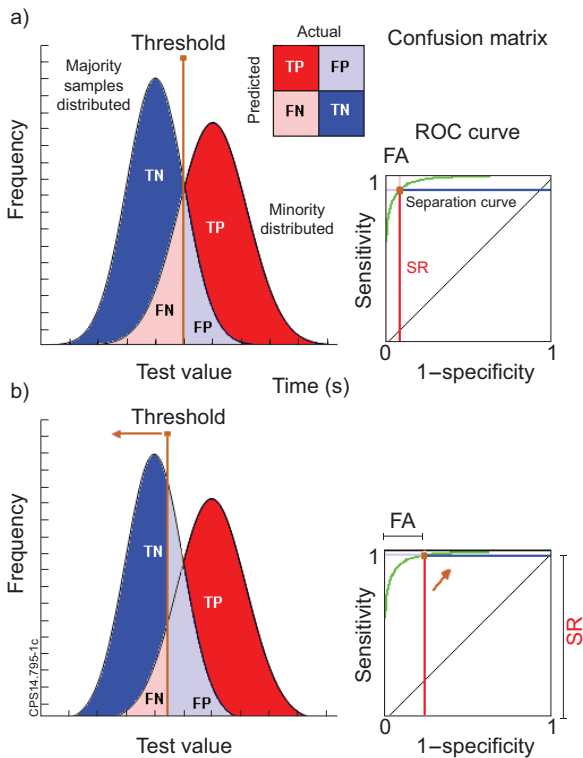 a)
Threshold
Majority
samples
distributed
Frequency
TN
TP
FN
FP
Minority
distributed
Test value
Actual
Predicted
TP
FP
FN
TN
Confusion matrix
ROC curve
FA
1
Separation curve
SR
Sensitivity
0
1
1–specificity
Time (s)
b)
Threshold
Frequency
TN
TP
FN
FP
CPS14.795-1c
Test value
FA
1
Sensitivity
SR
0
1
1–specificity